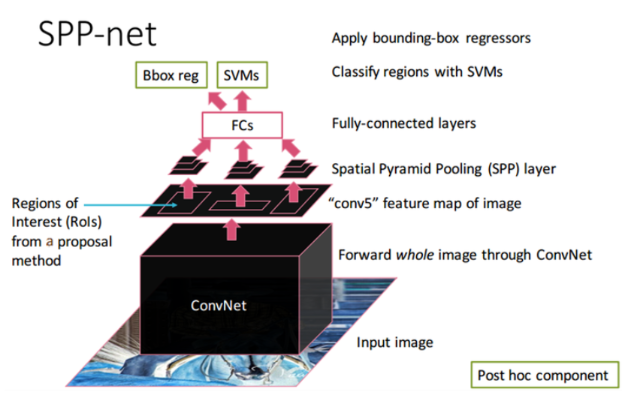 SPP-net
Apply bounding-box regressors
Bbox reg
SVMs
Classify regions with SVMs
FCs
Fully-connected layers
Spatial Pyramid Pooling (SPP) layer
Regions of
Interest (RoIs)
from a proposal
method
“conv5” feature map of image
Forward whole image through ConvNet
ConvNet
Input image
Post hoc component